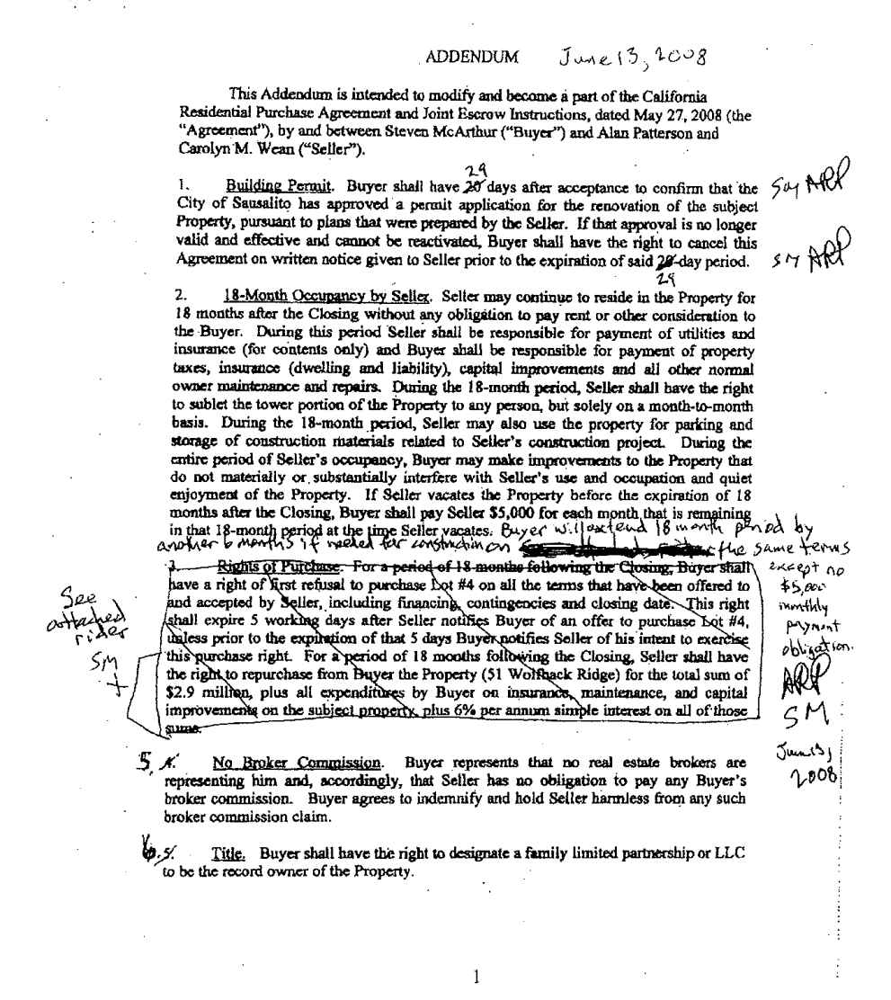 ADDENDUM June 13, 2008
This Addendum is intended to modify and become a part of the California
Residential Purchase Agreement and Joint Escrow Instructions, dated May 27, 2008 (the
“Agreement”), by and between Steven McArthur (“Buyer”) and Alan Patterson and
Carolyn M. Wean (“Seller”).
29
1. Building Permit. Buyer shall have 20 days after acceptance to confirm that the
City of Sausalito has approved a permit application for the renovation of the subject
Property, pursuant to plans that were prepared by the Seller. If that approval is no longer
valid and effective and cannot be reactivated, Buyer shall have the right to cancel this
Agreement on written notice given to Seller prior to the expiration of said 20-day period.
SM ARP
SM ARP
29
2. 18-Month Occupancy by Seller. Seller may continue to reside in the Property for
18 months after the Closing without any obligation to pay rent or other consideration to
the Buyer. During this period Seller shall be responsible for payment of utilities and
insurance (for contents only) and Buyer shall be responsible for payment of property
taxes, insurance (dwelling and liability), capital improvements and all other normal
owner maintenance and repairs. During the 18-month period, Seller shall have the right
to sublet the tower portion of the Property to any person, but solely on a month-to-month
basis. During the 18-month period, Seller may also use the property for parking and
storage of construction materials related to Seller’s construction project. During the
entire period of Seller’s occupancy, Buyer may make improvements to the Property that
do not materially or substantially interfere with Seller’s use and occupation and quiet
enjoyment of the Property. If Seller vacates the Property before the expiration of 18
months after the Closing, Buyer shall pay Seller $5,000 for each month that is remaining
in that 18-month period at the time Seller vacates. Buyer will extend 18 month period by
another 6 months if needed for construction on the same terms
except no
$5,000
monthly
payment
obligation.
ARP
SM
June 13,
2008
3. Rights of Purchase. For a period of 18 months following the Closing, Buyer shall
have a right of first refusal to purchase Lot #4 on all the terms that have been offered to
and accepted by Seller, including financing, contingencies and closing date. This right
shall expire 5 working days after Seller notifies Buyer of an offer to purchase Lot #4,
unless prior to the expiration of that 5 days Buyer notifies Seller of his intent to exercise
this purchase right. For a period of 18 months following the Closing, Seller shall have
the right to repurchase from Buyer the Property (51 Wolfback Ridge) for the total sum of
$2.9 million, plus all expenditures by Buyer on insurance, maintenance, and capital
improvements on the subject property, plus 6% per annum simple interest on all of those
sums.
See
attached
rider
SM
+
5 4. No Broker Commission. Buyer represents that no real estate brokers are
representing him and, accordingly, that Seller has no obligation to pay any Buyer’s
broker commission. Buyer agrees to indemnify and hold Seller harmless from any such
broker commission claim.
6. 5. Title. Buyer shall have the right to designate a family limited partnership or LLC
to be the record owner of the Property.
1